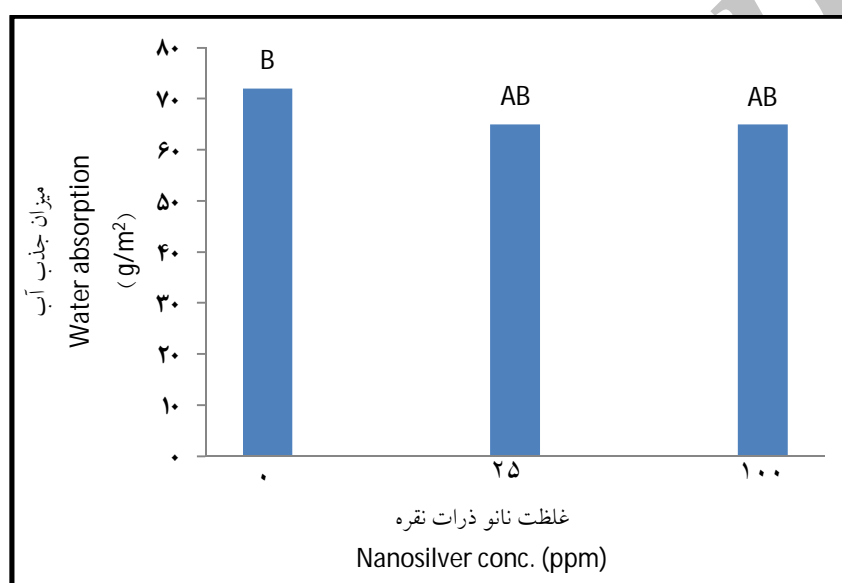 ۸۰
۷۰
۶۰
۵۰
۴۰
۳۰
۲۰
۱۰
۰
B
AB
AB
میزان جذب آب
Water absorption
(g/m²)
۰ ۲۵ ۱۰۰
غلظت نانو ذرات نقره
Nanosilver conc. (ppm)